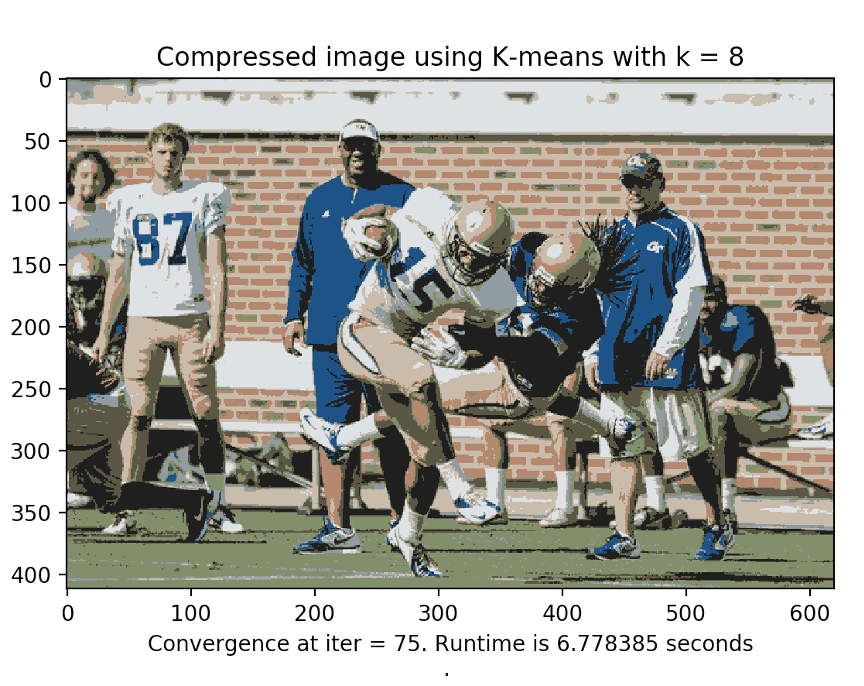 Compressed image using K-means with k = 8
0
50
100
150
200
250
300
350
400
87
15
GT
0 100 200 300 400 500 600
Convergence at iter = 75. Runtime is 6.778385 seconds